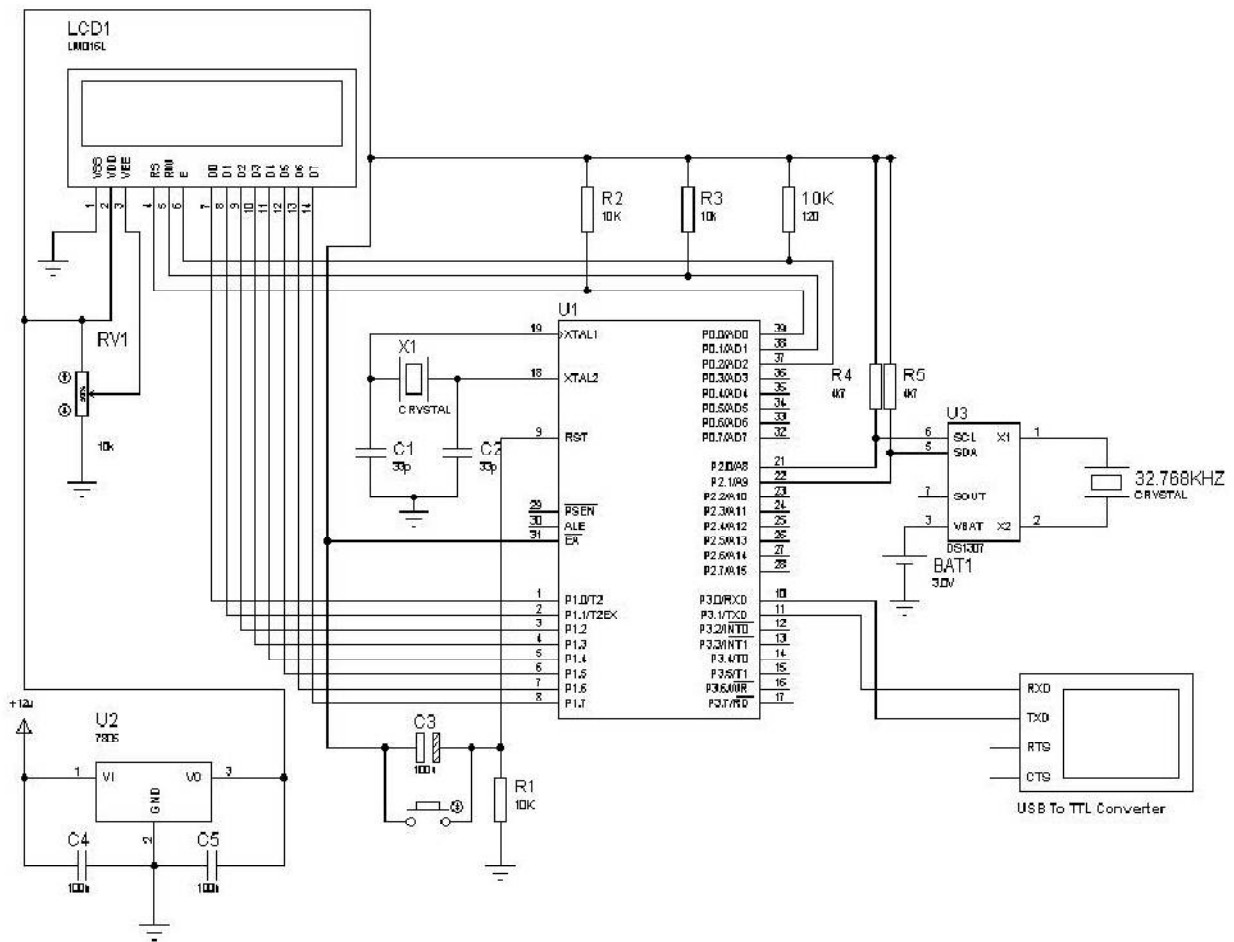 LCD1
LM016L
VSS
VDD
VEE
RS
RW
E
D0
D1
D2
D3
D4
D5
D6
D7
1
2
3
4
5
6
7
8
9
10
11
12
13
14
RV1
10k
R2
10K
R3
10k
10K
120
U1
19
XTAL1
18
XTAL2
9
RST
29
PSEN
30
ALE
31
EA
1
P1.0/T2
2
P1.1/T2EX
3
P1.2
4
P1.3
5
P1.4
6
P1.5
7
P1.6
8
P1.7
P0.0/AD0
39
P0.1/AD1
38
P0.2/AD2
37
P0.3/AD3
36
P0.4/AD4
35
P0.5/AD5
34
P0.6/AD6
33
P0.7/AD7
32
P2.0/A8
21
P2.1/A9
22
P2.2/A10
23
P2.3/A11
24
P2.4/A12
25
P2.5/A13
26
P2.6/A14
27
P2.7/A15
28
P3.0/RXD
10
P3.1/TXD
11
P3.2/INT0
12
P3.3/INT1
13
P3.4/T0
14
P3.5/T1
15
P3.6/WR
16
P3.7/RD
17
X1
CRYSTAL
C1
33p
C2
33p
R4
4K7
R5
4K7
U3
6
SCL
5
SDA
7
SOUT
3
VBAT
X1
1
X2
2
DS1307
32.768KHZ
CRYSTAL
BAT1
3.0V
RXD
TXD
RTS
CTS
USB To TTL Converter
C3
R1
10K
U2
7805
1
VI
VO
3
GND
2
C4
C5